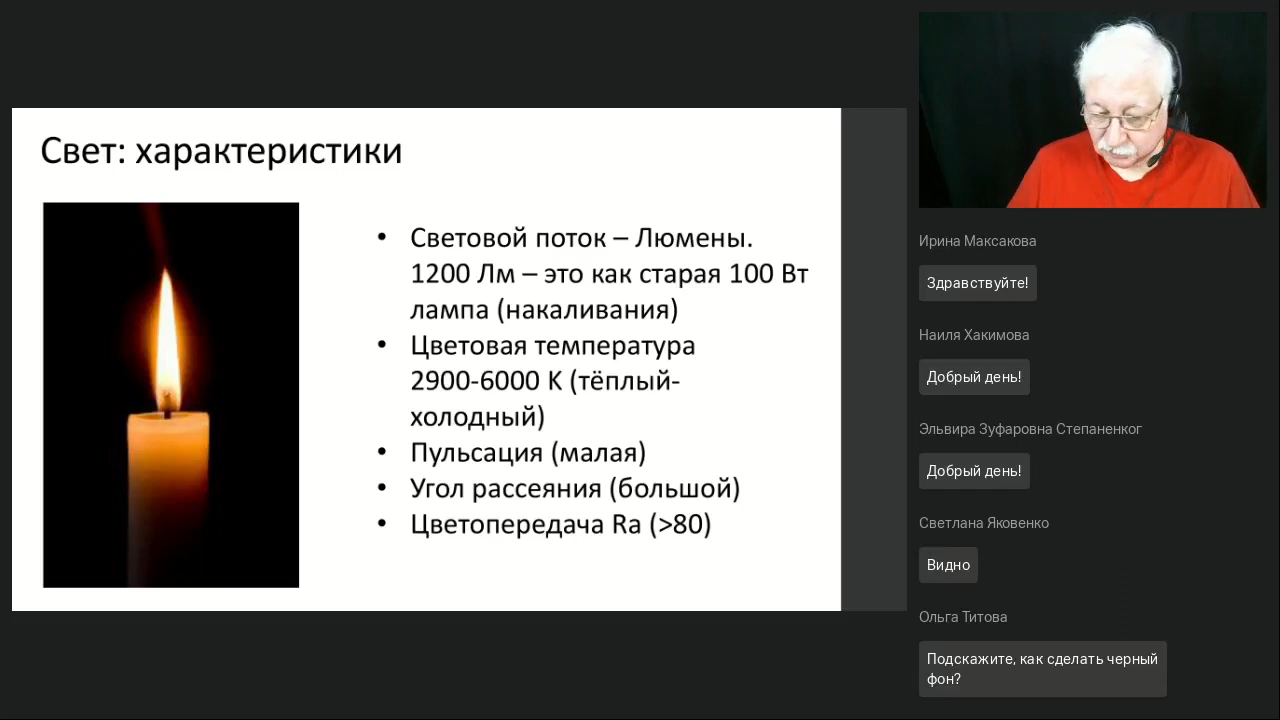 Свет: характеристики
• Световой поток – Люмены.
1200 Лм – это как старая 100 Вт
лампа (накаливания)
• Цветовая температура
2900-6000 K (тёплый-
холодный)
• Пульсация (малая)
• Угол рассеяния (большой)
• Цветопередача Ra (>80)
Ирина Максакова
Здравствуйте!
Наиля Хакимова
Добрый день!
Эльвира Зуфаровна Степаненког
Добрый день!
Светлана Яковенко
Видно
Ольга Титова
Подскажите, как сделать черный
фон?